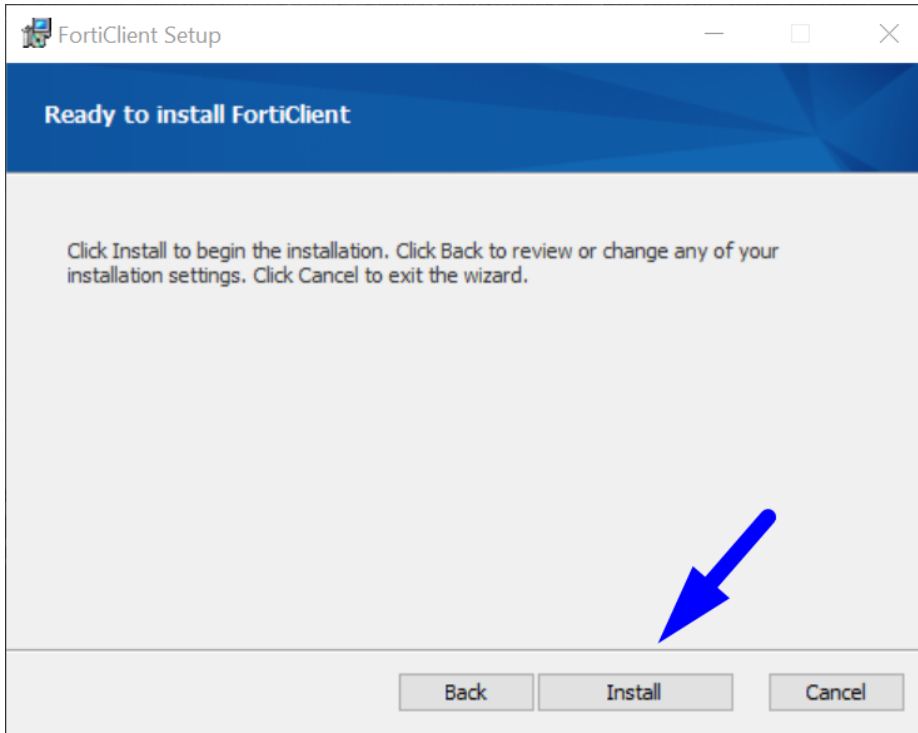 FortiClient Setup
Ready to install FortiClient
Click Install to begin the installation. Click Back to review or change any of your
installation settings. Click Cancel to exit the wizard.
Back Install Cancel